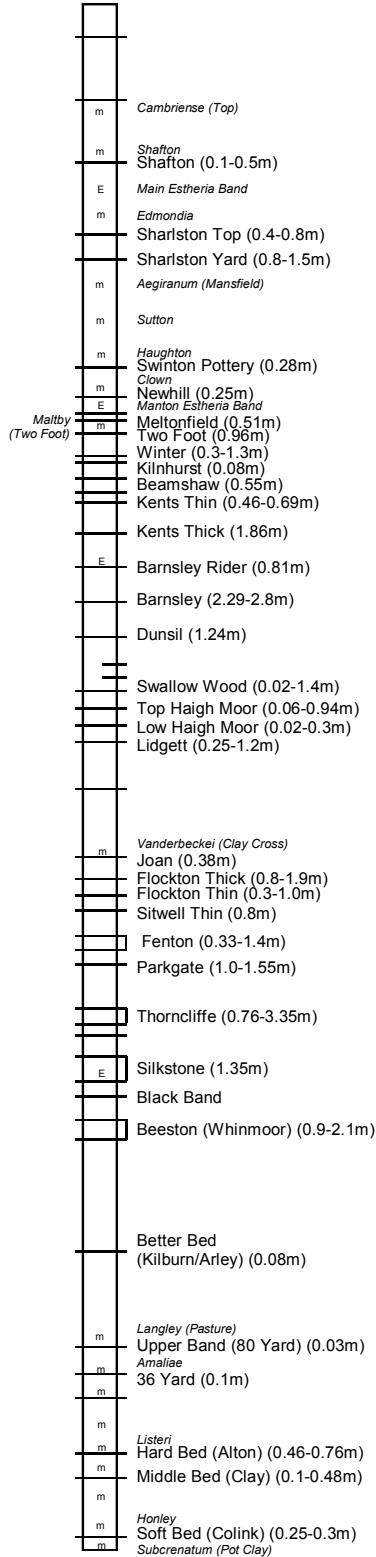 m Cambriense (Top)
m Shafton
Shafton (0.1-0.5m)
E Main Estheria Band
m Edmondia
Sharlston Top (0.4-0.8m)
Sharlston Yard (0.8-1.5m)
m Aegiranum (Mansfield)
m Sutton
m Haughton
Swinton Pottery (0.28m)
m Clown
Newhill (0.25m)
E Manton Estheria Band
Maltby
(Two Foot)
m Meltonfield (0.51m)
Two Foot (0.96m)
Winter (0.3-1.3m)
Kilnhurst (0.08m)
Beamshaw (0.55m)
Kents Thin (0.46-0.69m)
Kents Thick (1.86m)
E Barnsley Rider (0.81m)
Barnsley (2.29-2.8m)
Dunsil (1.24m)
Swallow Wood (0.02-1.4m)
Top Haigh Moor (0.06-0.94m)
Low Haigh Moor (0.02-0.3m)
Lidgett (0.25-1.2m)
m Vanderbeckei (Clay Cross)
Joan (0.38m)
Flockton Thick (0.8-1.9m)
Flockton Thin (0.3-1.0m)
Sitwell Thin (0.8m)
Fenton (0.33-1.4m)
Parkgate (1.0-1.55m)
Thorncliffe (0.76-3.35m)
E Silkstone (1.35m)
Black Band
Beeston (Whinmoor) (0.9-2.1m)
Better Bed
(Kilburn/Arley) (0.08m)
m Langley (Pasture)
Upper Band (80 Yard) (0.03m)
m Amaliae
36 Yard (0.1m)
m
m
m Listeri
Hard Bed (Alton) (0.46-0.76m)
m
Middle Bed (Clay) (0.1-0.48m)
m
m Honley
Soft Bed (Colink) (0.25-0.3m)
m Subcrenatum (Pot Clay)